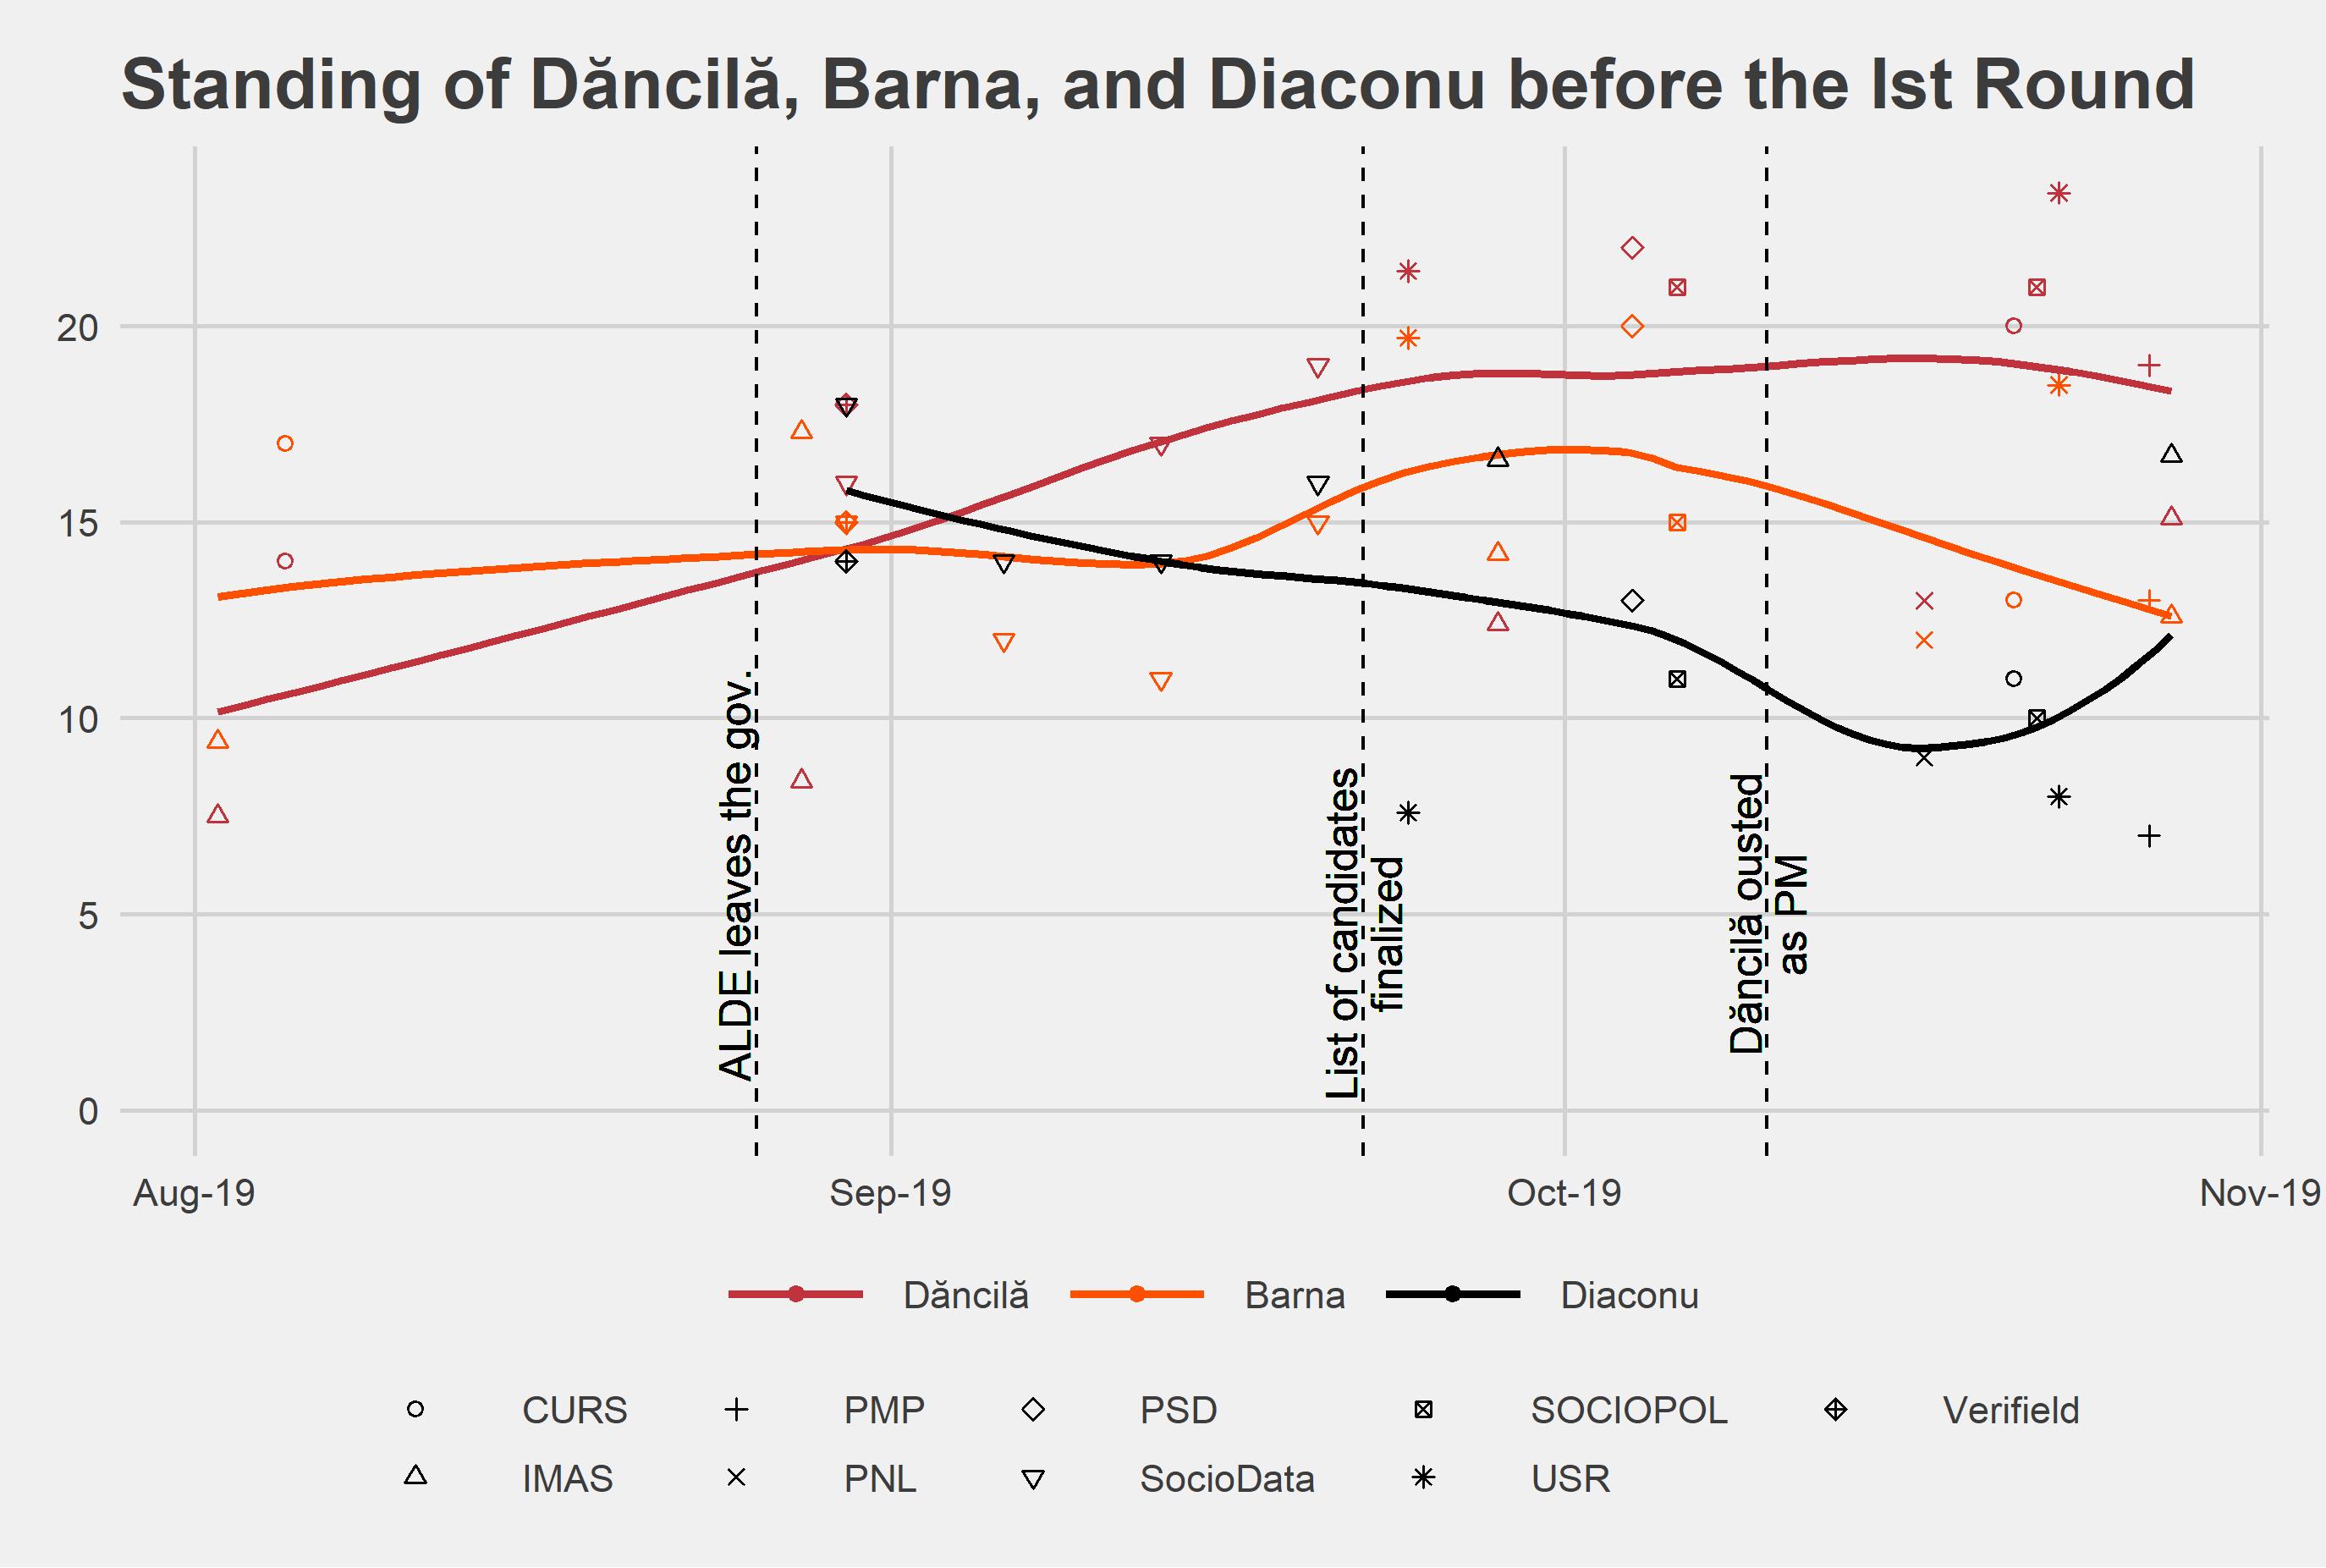 Standing of Dăncilă, Barna, and Diaconu before the Ist Round
20
15
10
5
0
ALDE leaves the gov.
List of candidates
finalized
Dăncilă ousted
as PM
Aug-19
Sep-19
Oct-19
Nov-19
Dăncilă
Barna
Diaconu
CURS
PMP
PSD
SOCIOPOL
Verifield
IMAS
PNL
SocioData
USR